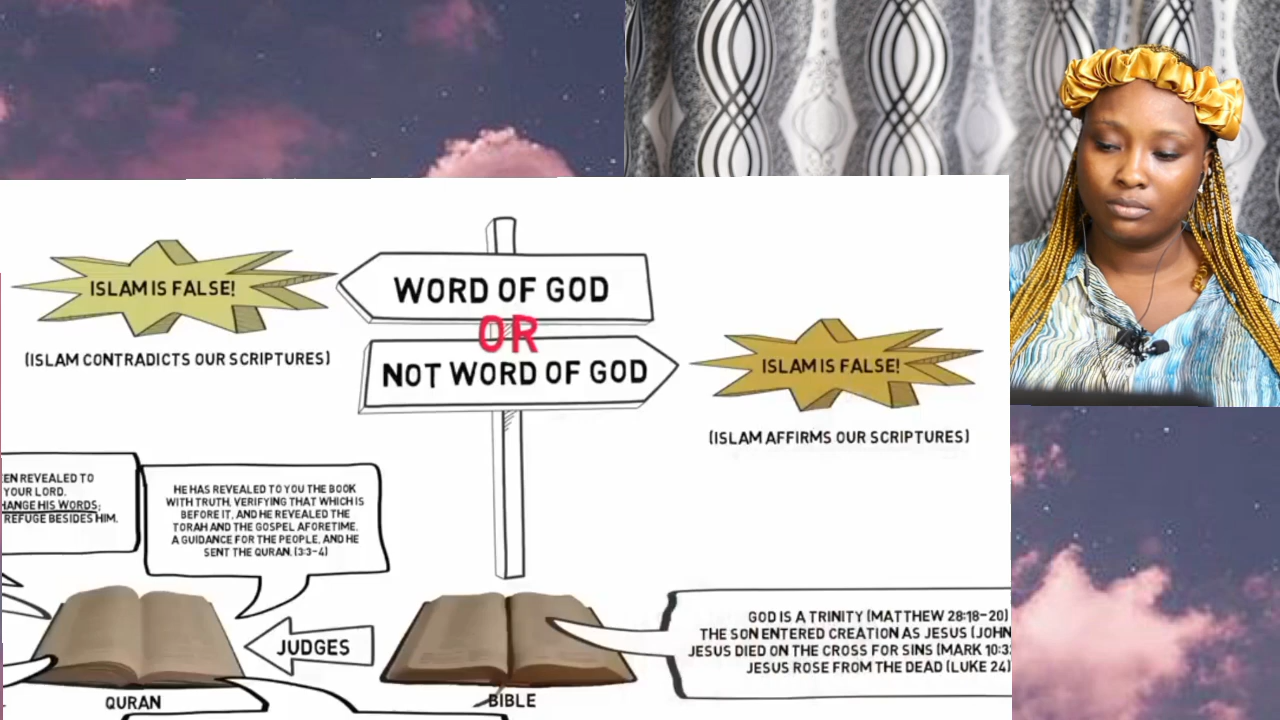 ISLAM IS FALSE!
(ISLAM CONTRADICTS OUR SCRIPTURES)
WORD OF GOD
OR
NOT WORD OF GOD
ISLAM IS FALSE!
(ISLAM AFFIRMS OUR SCRIPTURES)
REVEALED TO
YOUR LORD.
HIS WORDS;
REFUGE BESIDES HIM.
HE HAS REVEALED TO YOU THE BOOK
WITH TRUTH, VERIFYING THAT WHICH IS
BEFORE IT, AND HE REVEALED THE
TORAH AND THE GOSPEL AFORETIME,
A GUIDANCE FOR THE PEOPLE, AND HE
SENT THE QURAN. (3:3-4)
JUDGES
QURAN
BIBLE
GOD IS A TRINITY (MATTHEW 28:18-20)
THE SON ENTERED CREATION AS JESUS (JOHN
JESUS DIED ON THE CROSS FOR SINS (MARK
JESUS ROSE FROM THE DEAD (LUKE 24)